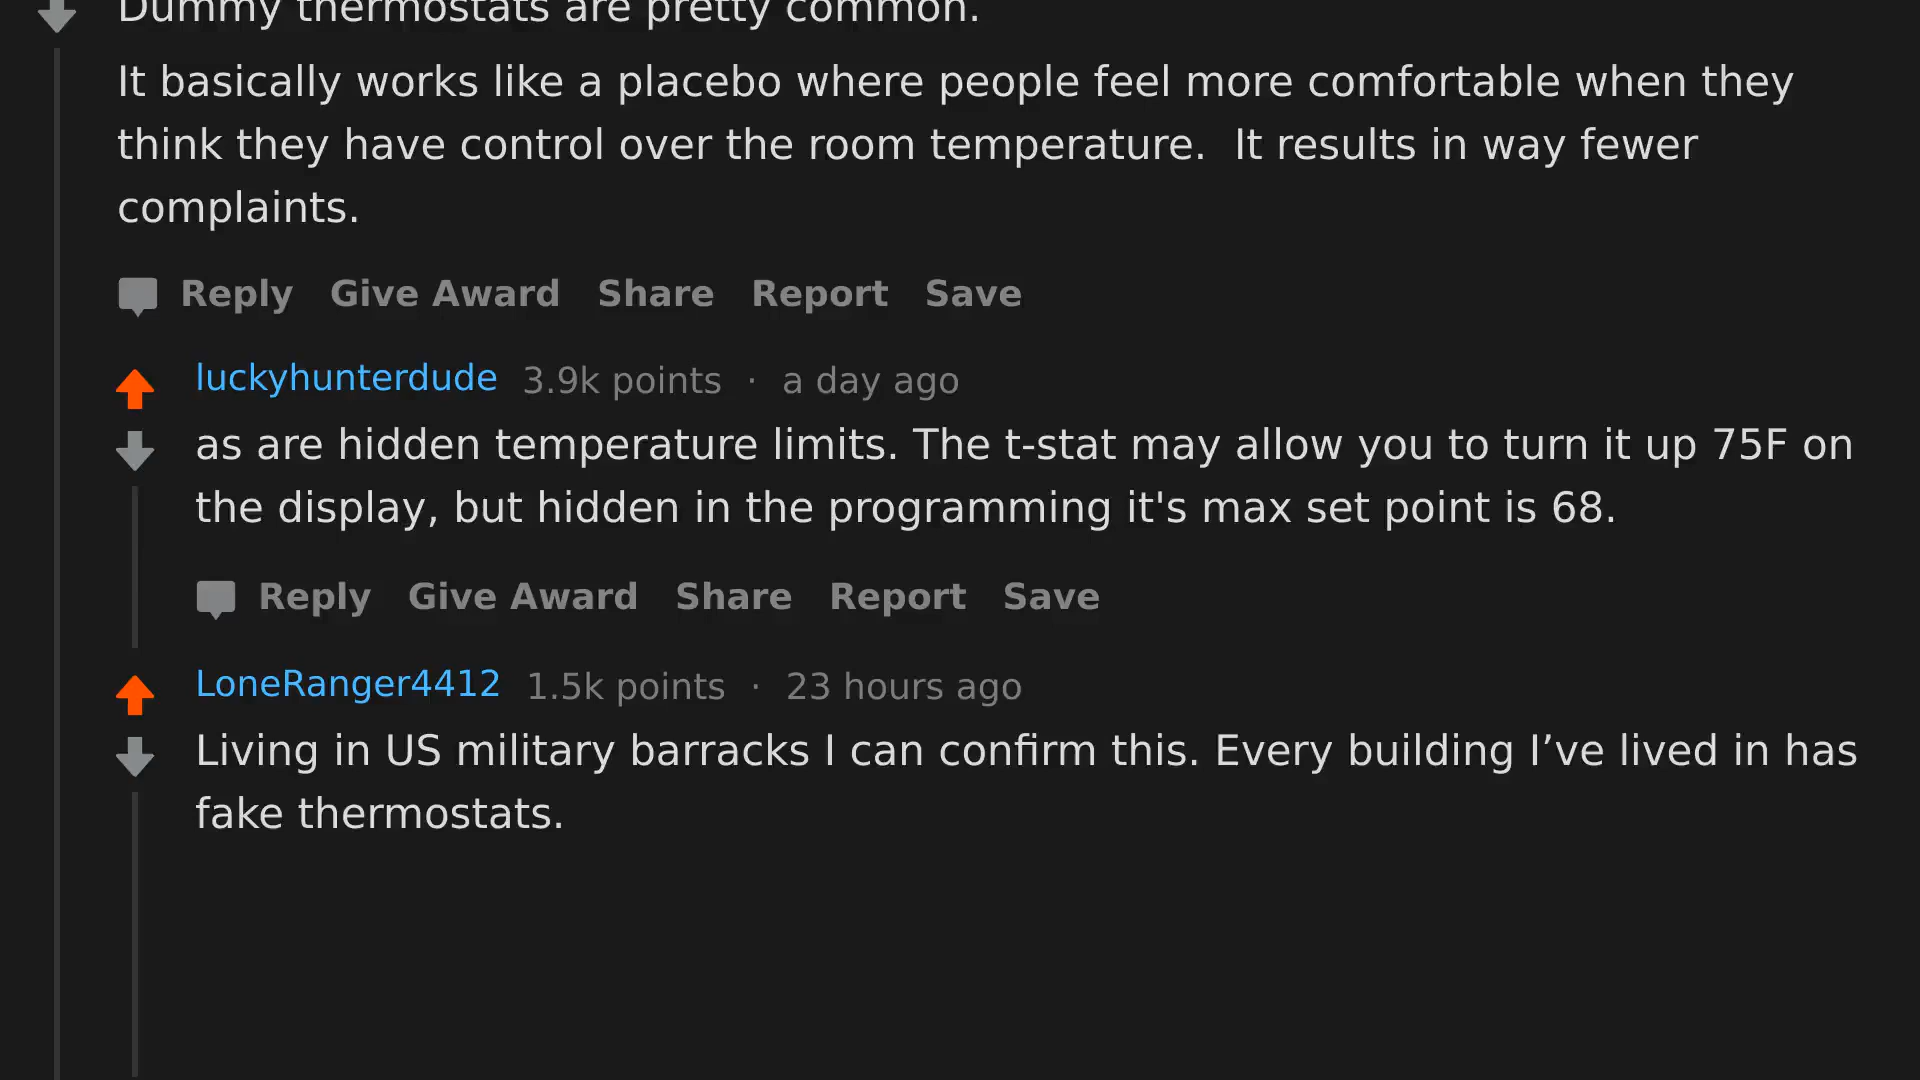 Dummy thermostats are pretty common.
It basically works like a placebo where people feel more comfortable when they
think they have control over the room temperature.  It results in way fewer
complaints.
Reply Give Award Share Report Save
luckyhunterdude 3.9k points · a day ago
as are hidden temperature limits. The t-stat may allow you to turn it up 75F on
the display, but hidden in the programming it's max set point is 68.
Reply Give Award Share Report Save
LoneRanger4412 1.5k points · 23 hours ago
Living in US military barracks I can confirm this. Every building I’ve lived in has
fake thermostats.